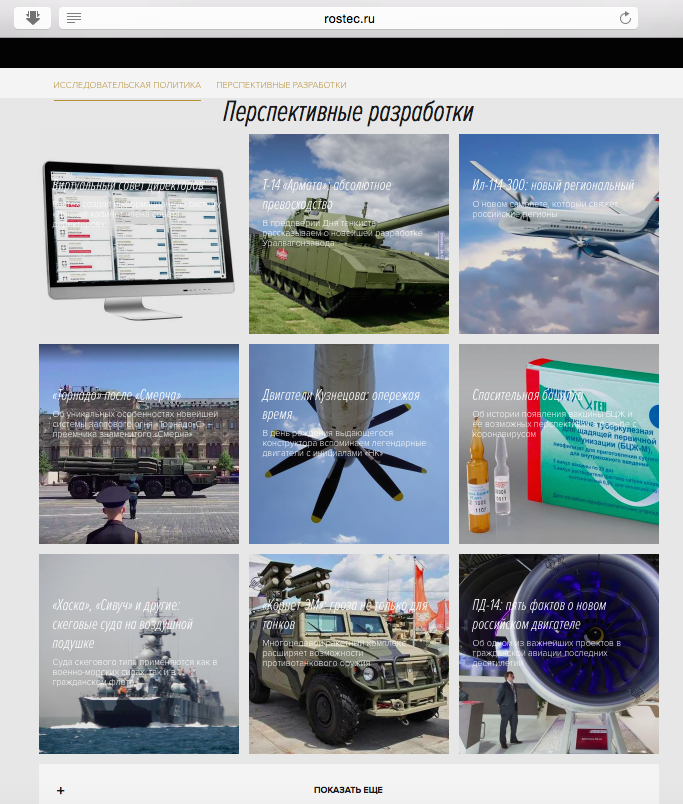 rostec.ru
ИССЛЕДОВАТЕЛЬСКАЯ ПОЛИТИКА
ПЕРСПЕКТИВНЫЕ РАЗРАБОТКИ
Перспективные разработки
Виртуальный совет директоров
Т-14 «Армата»: абсолютное
превосходство
В преддверии Дня танкиста
рассказываем о новейшей разработке
Уралвагонзавода
Ил-114-300: новый региональный
О новом самолете, который свяжет
российские регионы
«Торнадо» после «Смерча»
Об уникальных особенностях новейшей
системы залпового огня «Торнадо-С» –
преемника знаменитого «Смерча»
Двигатели Кузнецова: опережая
время
В день рождения выдающегося
конструктора вспоминаем легендарные
двигатели с инициалами «НК»
Спасительная бацилла
Об истории появления вакцины БЦЖ и
ее возможных перспективах в борьбе с
коронавирусом
«Хаска», «Сивуч» и другие:
скеговые суда на воздушной
подушке
Суда скегового типа применяются как в
военно-морских силах, так и в
гражданском флоте
«Корнет-ЭМ»: гроза не только для
танков
Многоцелевой ракетный комплекс
расширяет возможности
противотанкового оружия
ПД-14: пять фактов о новом
российском двигателе
Об одном из важнейших проектов в
гражданской авиации последних
десятилетий
+ ПОКАЗАТЬ ЕЩЕ